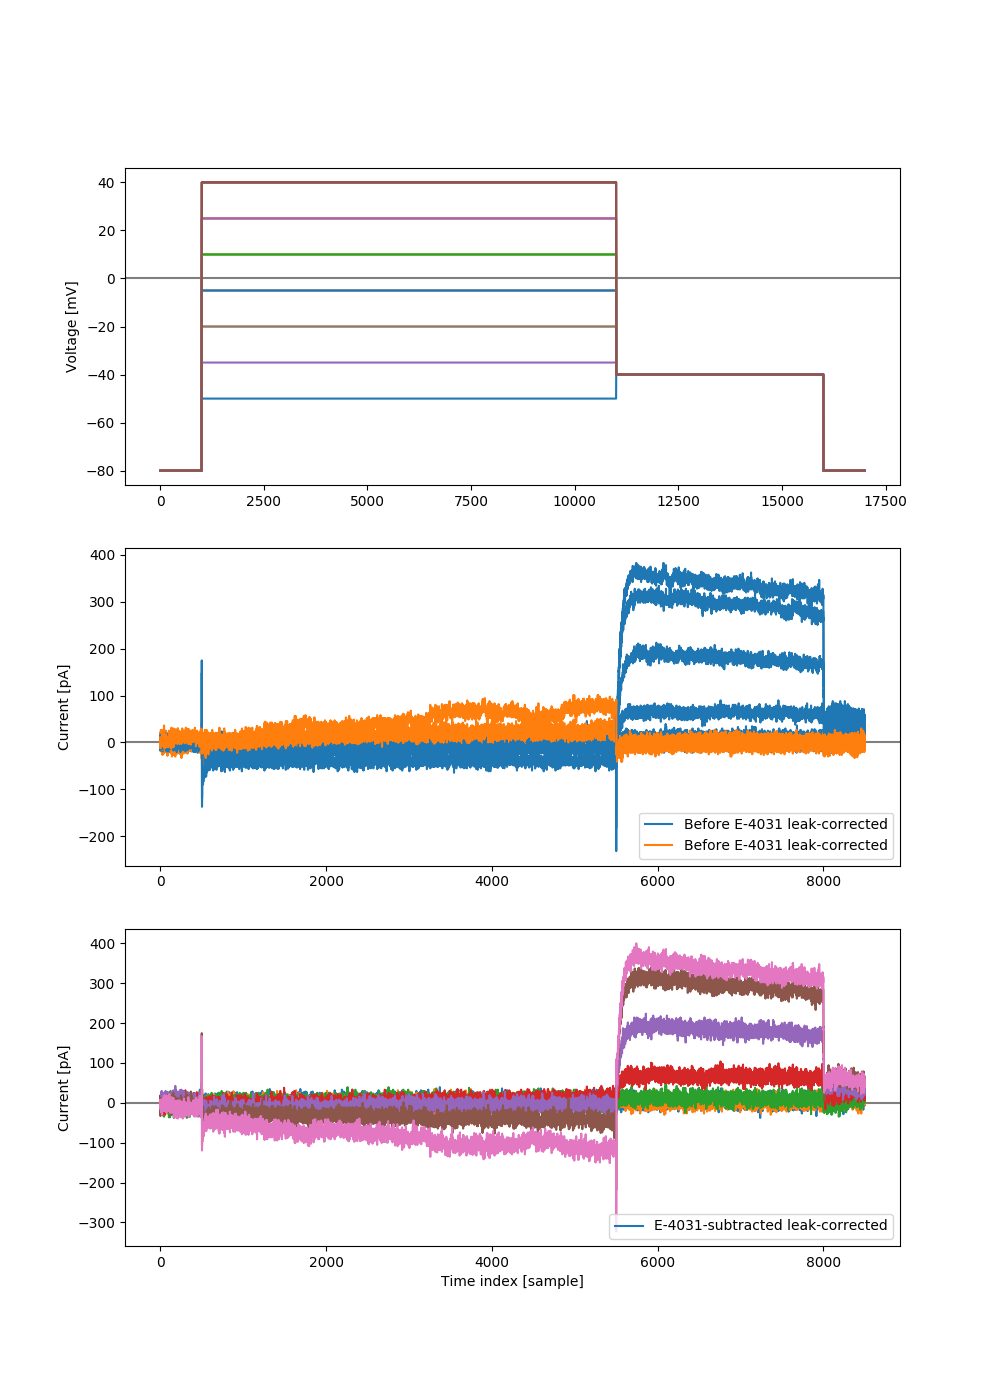 40
20
0
−20
−40
−60
−80
Voltage [mV]
0 2500 5000 7500 10000 12500 15000 17500
400
300
200
100
0
−100
−200
Current [pA]
Before E-4031 leak-corrected
Before E-4031 leak-corrected
0 2000 4000 6000 8000
400
300
200
100
0
−100
−200
−300
Current [pA]
E-4031-subtracted leak-corrected
0 2000 4000 6000 8000
Time index [sample]